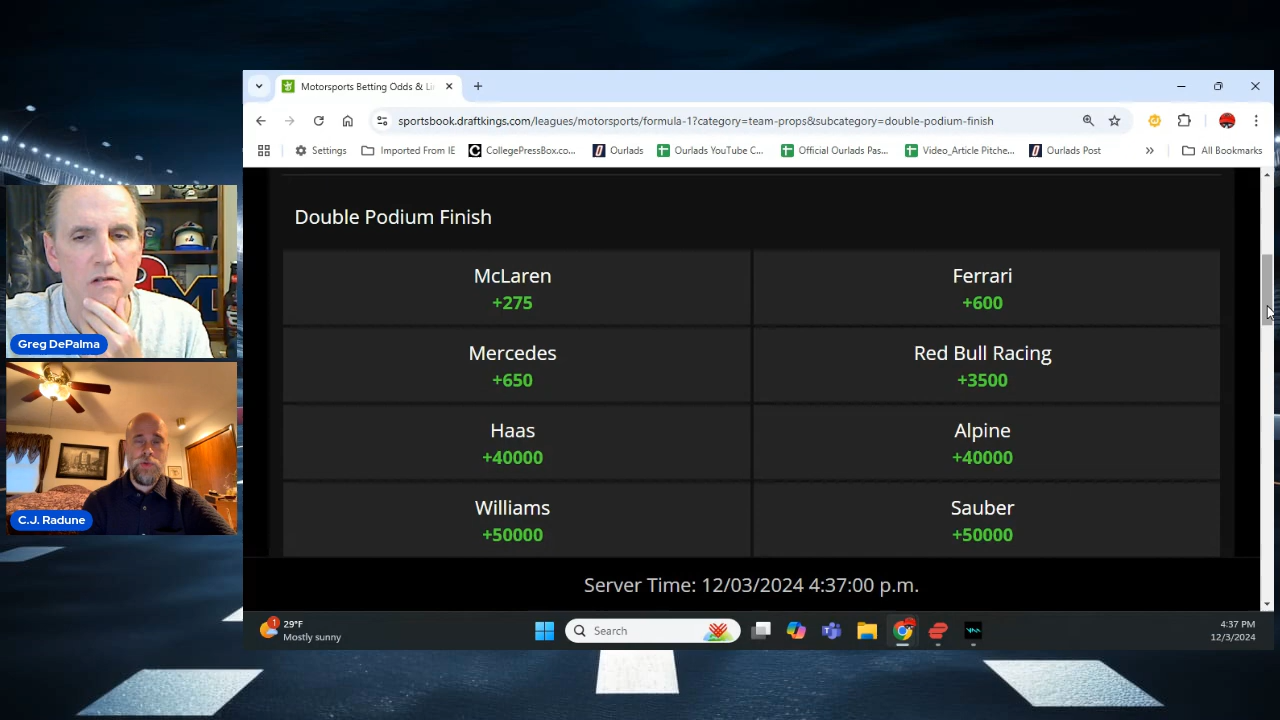 Motorsports Betting Odds & Li
sportsbook.draftkings.com/leagues/motorsports/formula-1?category=team-props&subcategory=double-podium-finish
Settings
Imported From IE
CollegePressBox.co...
Ourlads
Ourlads YouTube C...
Official Ourlads Pas...
Video_Article Pitche...
Ourlads Post
All Bookmarks
Double Podium Finish
McLaren
+275
Ferrari
+600
Mercedes
+650
Red Bull Racing
+3500
Haas
+40000
Alpine
+40000
Williams
+50000
Sauber
+50000
Server Time: 12/03/2024 4:37:00 p.m.
Greg DePalma
C.J. Radune
1
29°F
Mostly sunny
Search
4:37 PM
12/3/2024